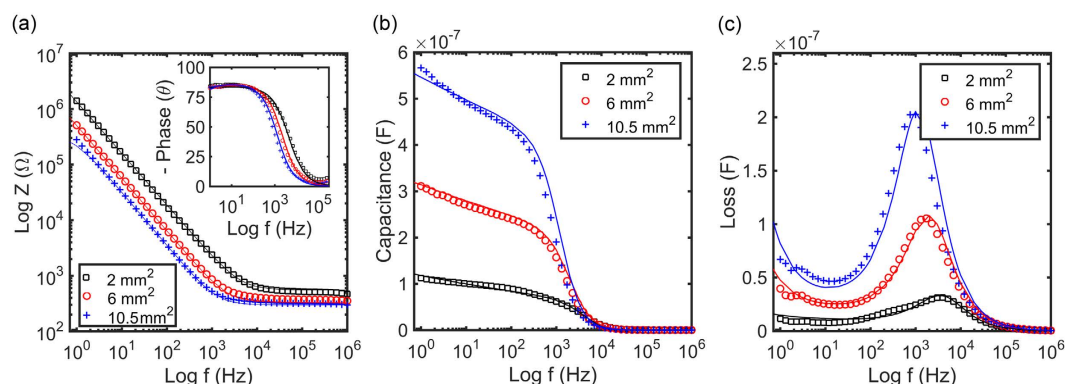 (a)
10⁷
10⁶
10⁵
10⁴
10³
10²
Log Z (Ω)
10⁰ 10¹ 10² 10³ 10⁴ 10⁵ 10⁶
Log f (Hz)
2 mm²
6 mm²
10.5 mm²
100
75
50
25
0
- Phase (θ)
10¹ 10³ 10⁵
Log f (Hz)
(b)
×10⁻⁷
6
5
4
3
2
1
0
Capacitance (F)
10⁰ 10¹ 10² 10³ 10⁴ 10⁵ 10⁶
Log f (Hz)
2 mm²
6 mm²
10.5 mm²
(c)
×10⁻⁷
2.5
2
1.5
1
0.5
0
Loss (F)
10⁰ 10¹ 10² 10³ 10⁴ 10⁵ 10⁶
Log f (Hz)
2 mm²
6 mm²
10.5 mm²